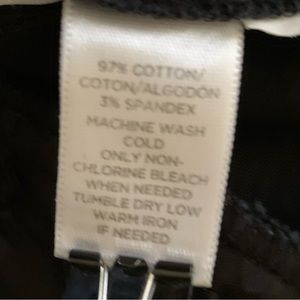 97% COTTON/
COTON/ALGODÓN
3% SPANDEX
MACHINE WASH
COLD
ONLY NON-
CHLORINE BLEACH
WHEN NEEDED
TUMBLE DRY LOW
WARM IRON
IF NEEDED